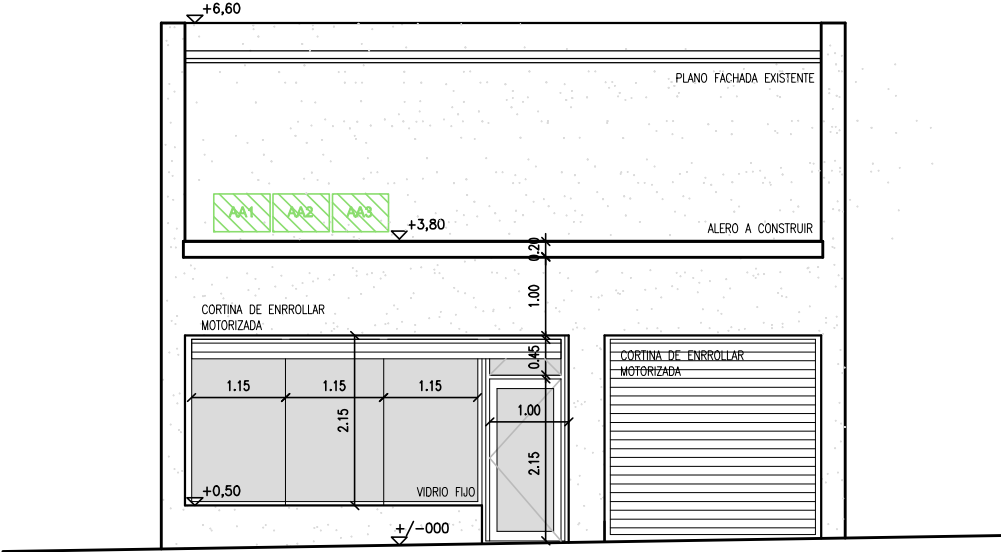 +6,60
PLANO FACHADA EXISTENTE
AA1 AA2 AA3
+3,80
ALERO A CONSTRUIR
0.20
1.00
CORTINA DE ENRROLLAR
MOTORIZADA
0.45
CORTINA DE ENRROLLAR
MOTORIZADA
1.15 1.15 1.15
2.15
1.00
2.15
+0,50
VIDRIO FIJO
+/-000